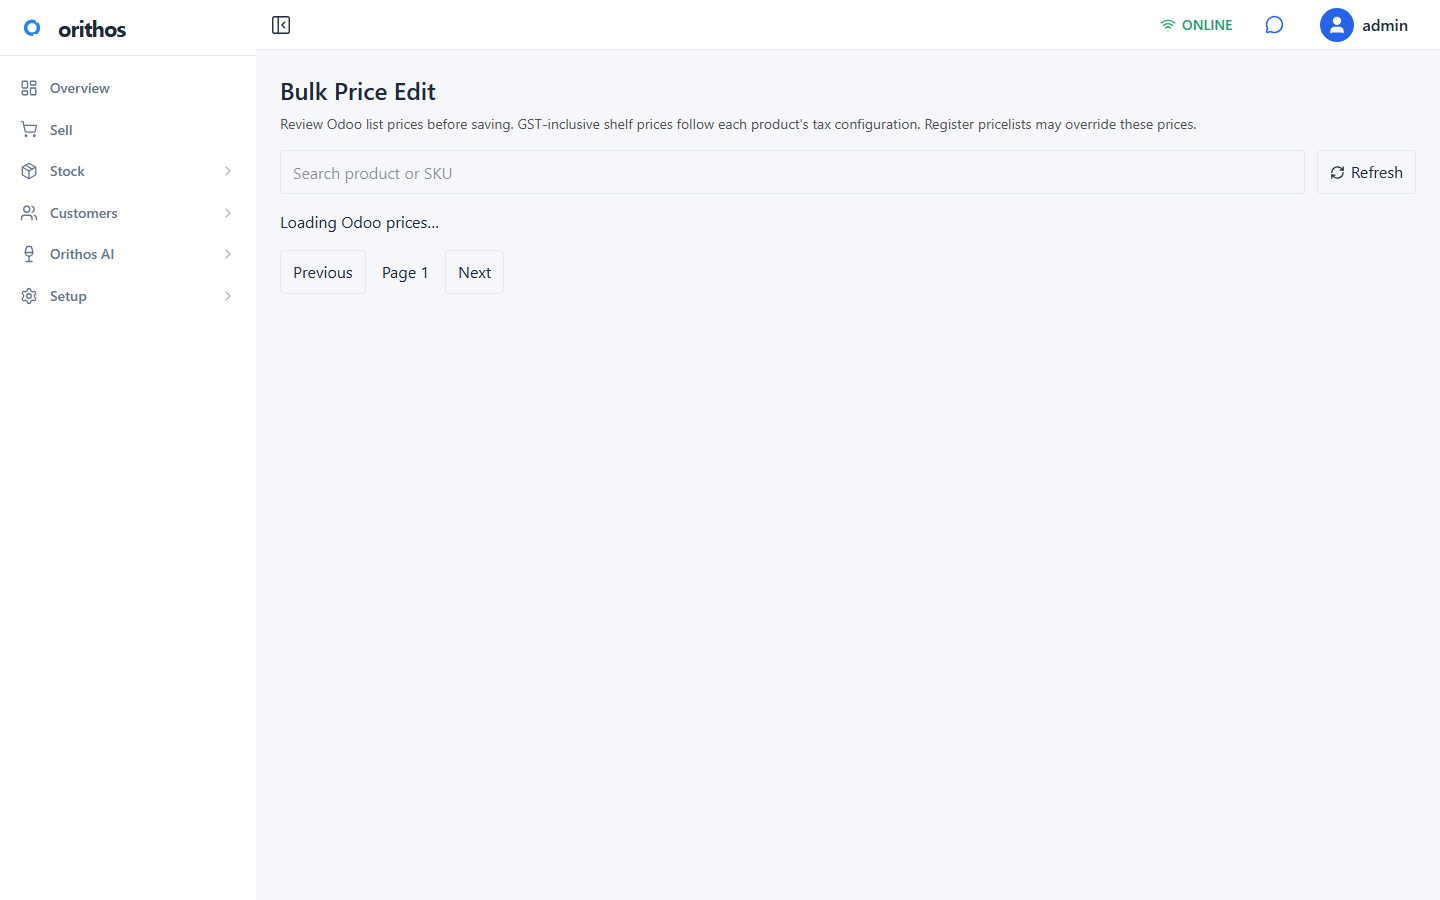 orithos
ONLINE
admin
Overview
Sell
Stock
Customers
Orithos AI
Setup
Bulk Price Edit
Review Odoo list prices before saving. GST-inclusive shelf prices follow each product's tax configuration. Register pricelists may override these prices.
Search product or SKU
Refresh
Loading Odoo prices...
Previous
Page 1
Next